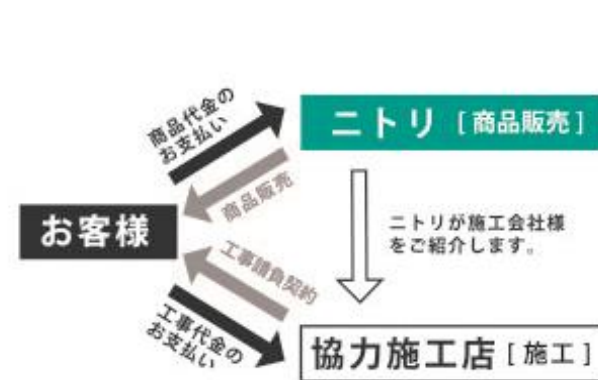 商品代金の
お支払い
ニトリ [商品販売]
商品販売
ニトリが施工会社様
をご紹介します。
お客様
工事請負契約
工事代金の
お支払い
協力施工店 [施工]